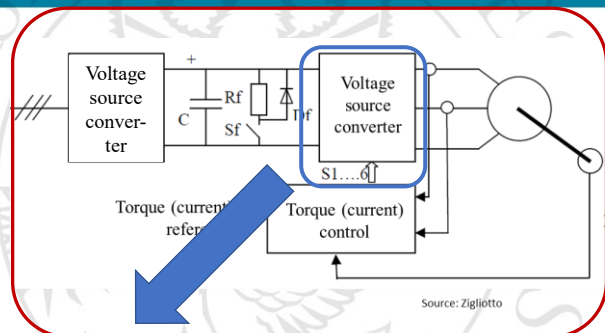 Voltage
source
conver-
ter
+
C
Rf
Sf
Df
Voltage
source
converter
S1....6
Torque (current)
refer
Torque (current)
control
Source: Zigliotto